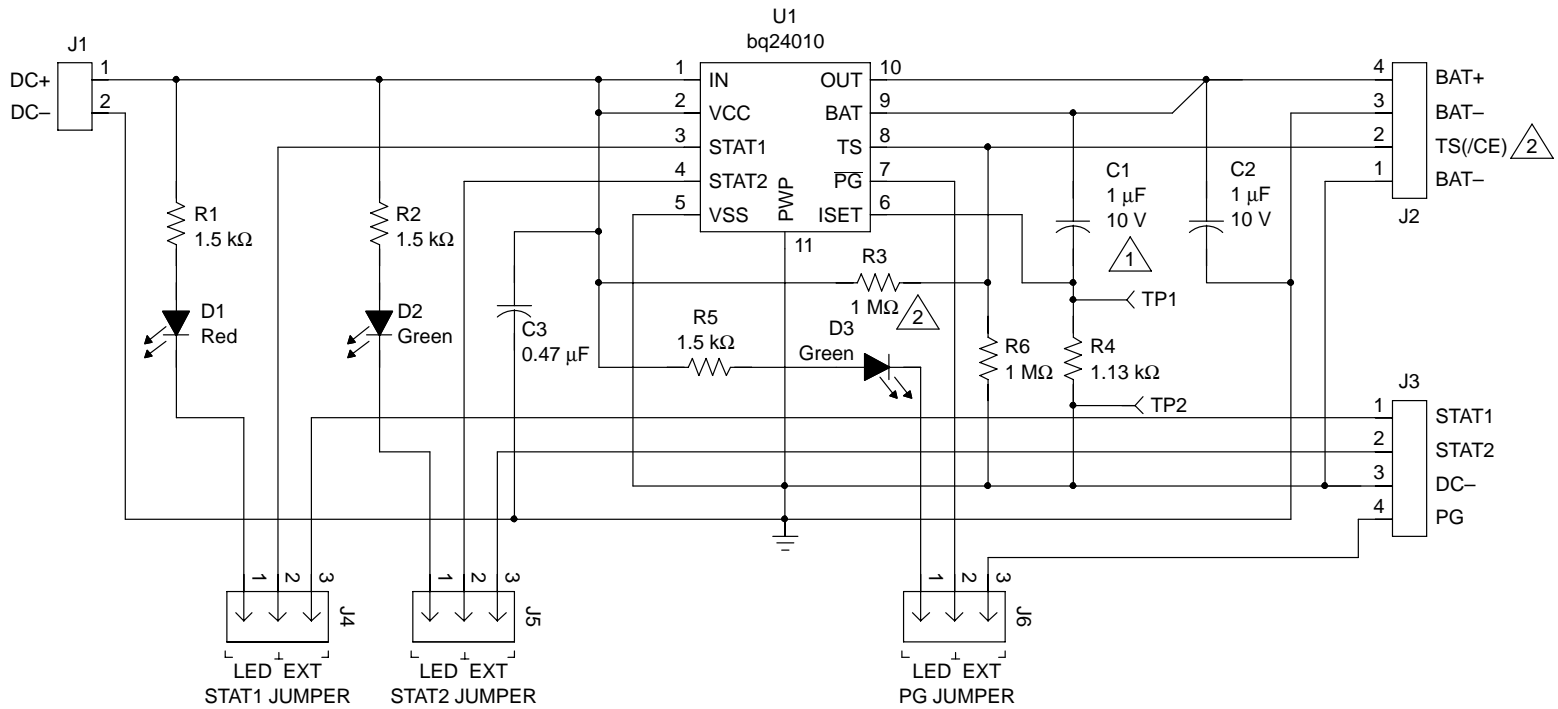 U1
bq24010
J1
DC+
DC–
1
2
1
2
3
4
5
IN
VCC
STAT1
STAT2
VSS
PWP
11
OUT
BAT
TS
PG
ISET
10
9
8
7
6
4
3
2
1
BAT+
BAT–
TS(/CE) 2
BAT–
J2
R1
1.5 kΩ
R2
1.5 kΩ
C1
1 μF
10 V
1
C2
1 μF
10 V
R3
1 MΩ
2
TP1
D1
Red
D2
Green
C3
0.47 μF
R5
1.5 kΩ
D3
Green
R6
1 MΩ
R4
1.13 kΩ
TP2
J3
1
2
3
4
STAT1
STAT2
DC–
PG
1 2 3
J4
LED EXT
STAT1 JUMPER
1 2 3
J5
LED EXT
STAT2 JUMPER
1 2 3
J6
LED EXT
PG JUMPER